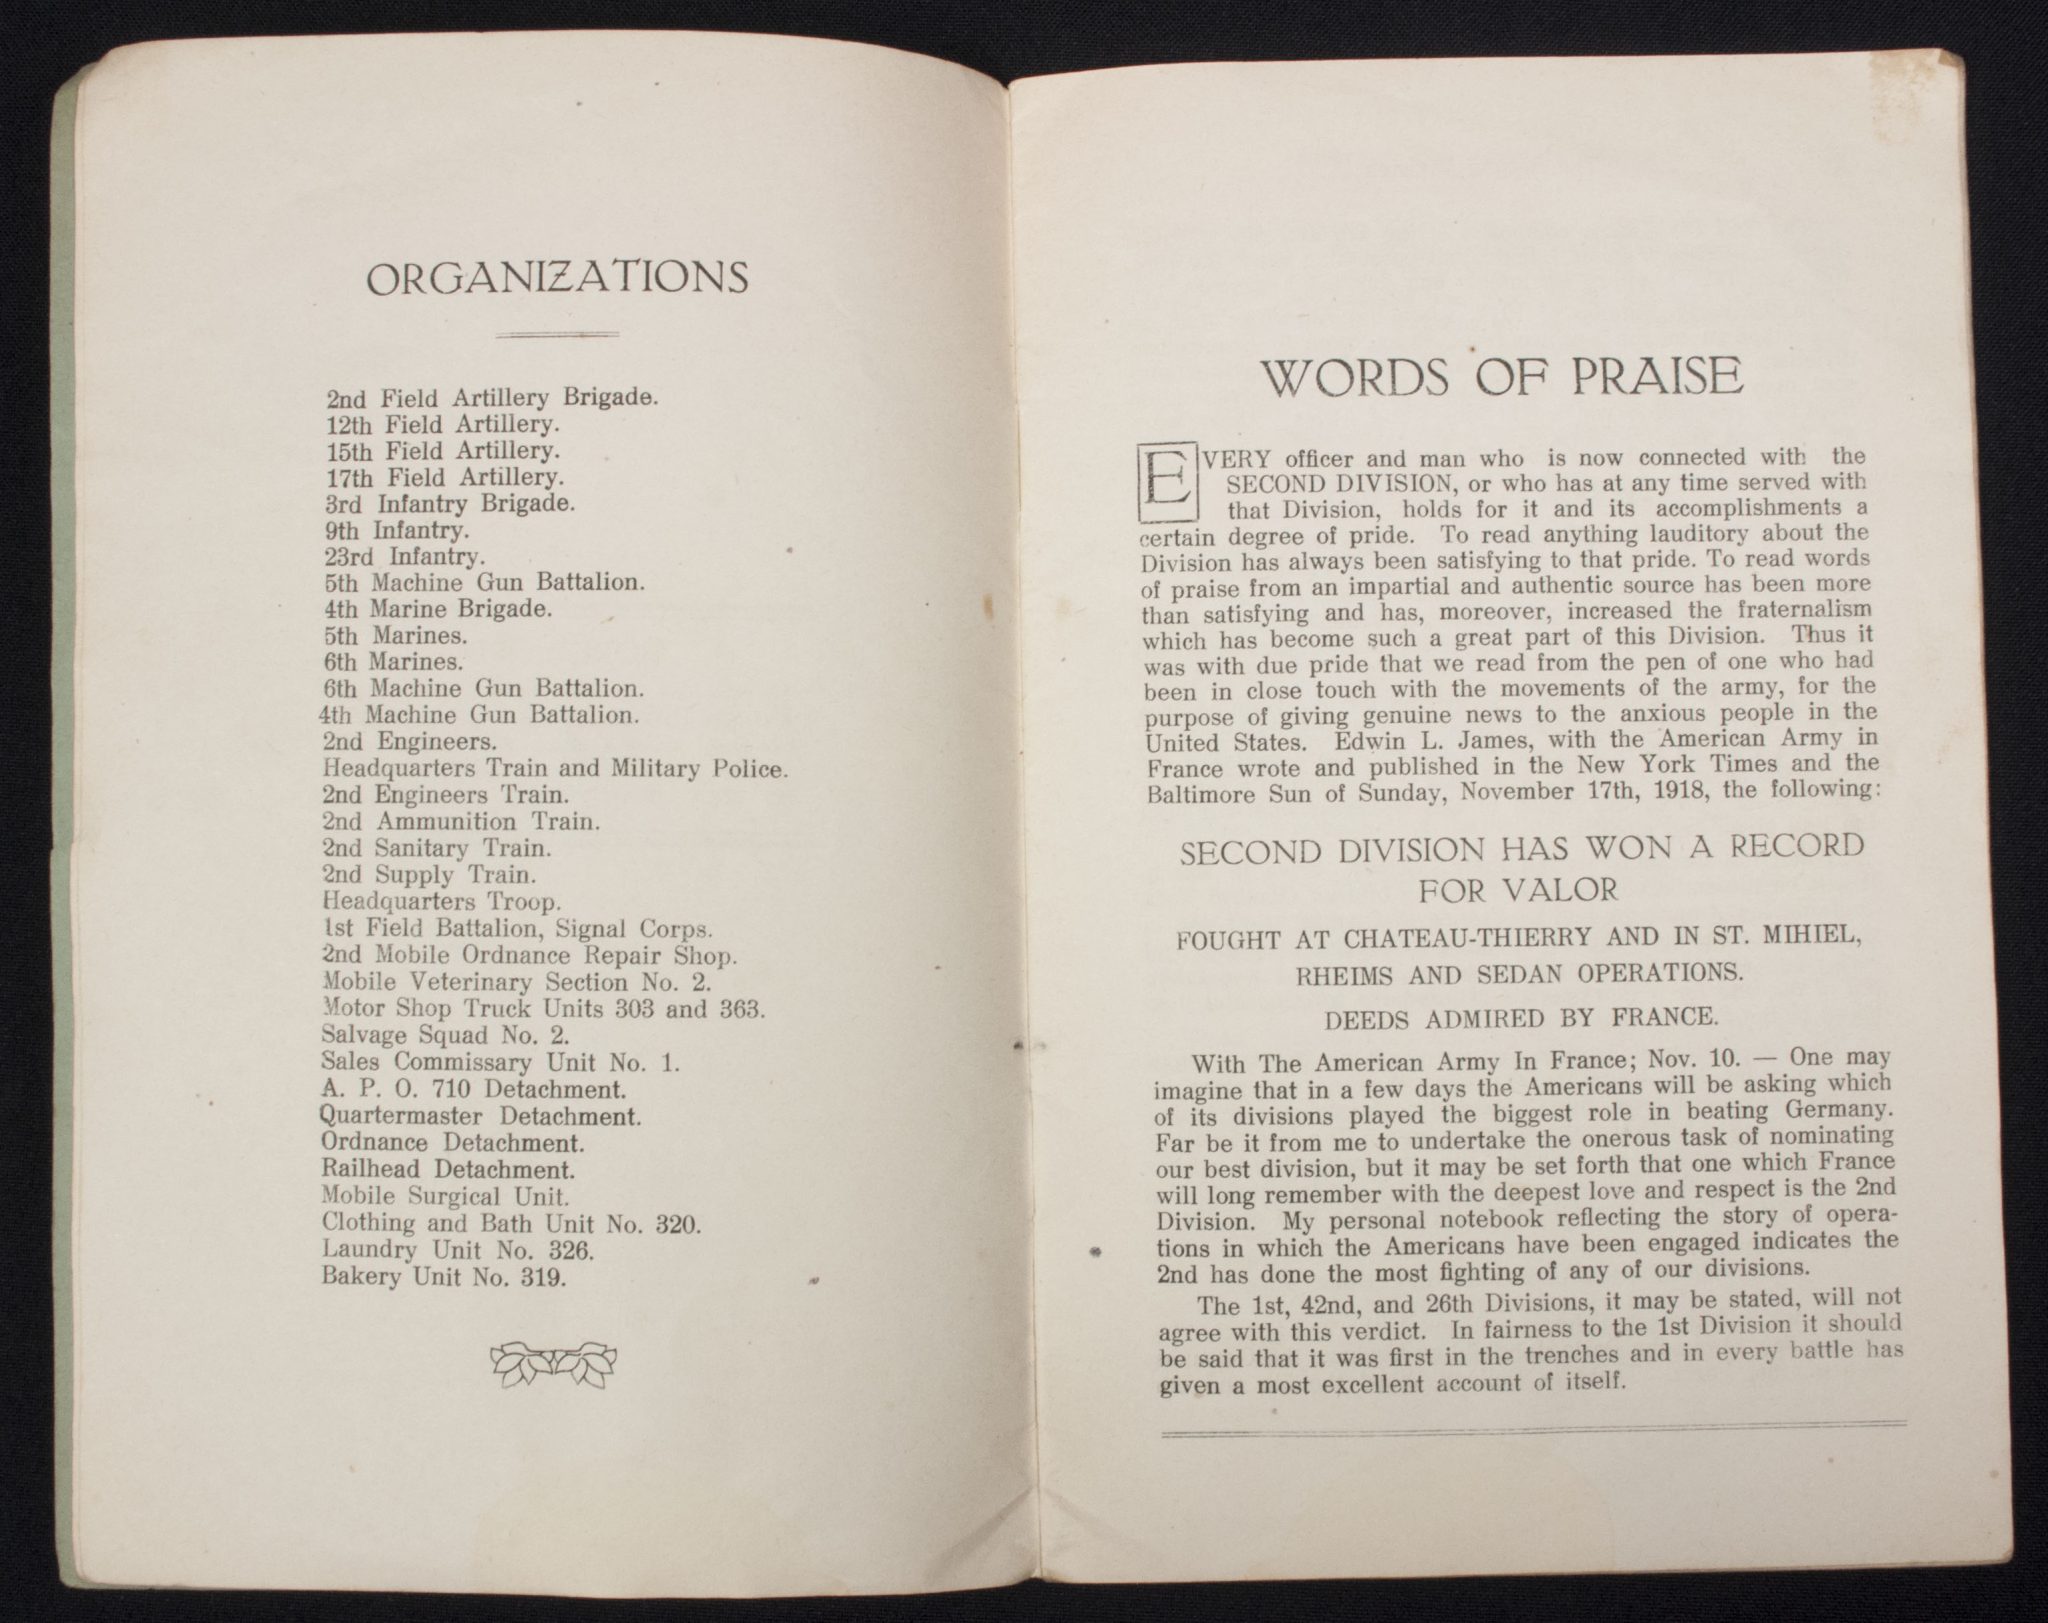 ORGANIZATIONS
2nd Field Artillery Brigade.
12th Field Artillery.
15th Field Artillery.
17th Field Artillery.
3rd Infantry Brigade.
9th Infantry.
23rd Infantry.
5th Machine Gun Battalion.
4th Marine Brigade.
5th Marines.
6th Marines.
6th Machine Gun Battalion.
4th Machine Gun Battalion.
2nd Engineers.
Headquarters Train and Military Police.
2nd Engineers Train.
2nd Ammunition Train.
2nd Sanitary Train.
2nd Supply Train.
Headquarters Troop.
1st Field Battalion, Signal Corps.
2nd Mobile Ordnance Repair Shop.
Mobile Veterinary Section No. 2.
Motor Shop Truck Units 303 and 363.
Salvage Squad No. 2.
Sales Commissary Unit No. 1.
A. P. O. 710 Detachment.
Quartermaster Detachment.
Ordnance Detachment.
Railhead Detachment.
Mobile Surgical Unit.
Clothing and Bath Unit No. 320.
Laundry Unit No. 326.
Bakery Unit No. 319.
WORDS OF PRAISE
EVERY officer and man who is now connected with the
SECOND DIVISION, or who has at any time served with
that Division, holds for it and its accomplishments a
certain degree of pride. To read anything lauditory about the
Division has always been satisfying to that pride. To read words
of praise from an impartial and authentic source has been more
than satisfying and has, moreover, increased the fraternalism
which has become such a great part of this Division. Thus it
was with due pride that we read from the pen of one who had
been in close touch with the movements of the army, for the
purpose of giving genuine news to the anxious people in the
United States. Edwin L. James, with the American Army in
France wrote and published in the New York Times and the
Baltimore Sun of Sunday, November 17th, 1918, the following:
SECOND DIVISION HAS WON A RECORD
FOR VALOR
FOUGHT AT CHATEAU-THIERRY AND IN ST. MIHIEL,
RHEIMS AND SEDAN OPERATIONS.
DEEDS ADMIRED BY FRANCE.
With The American Army In France; Nov. 10. — One may
imagine that in a few days the Americans will be asking which
of its divisions played the biggest role in beating Germany.
Far be it from me to undertake the onerous task of nominating
our best division, but it may be set forth that one which France
will long remember with the deepest love and respect is the 2nd
Division. My personal notebook reflecting the story of opera-
tions in which the Americans have been engaged indicates the
2nd has done the most fighting of any of our divisions.
The 1st, 42nd, and 26th Divisions, it may be stated, will not
agree with this verdict. In fairness to the 1st Division it should
be said that it was first in the trenches and in every battle has
given a most excellent account of itself.